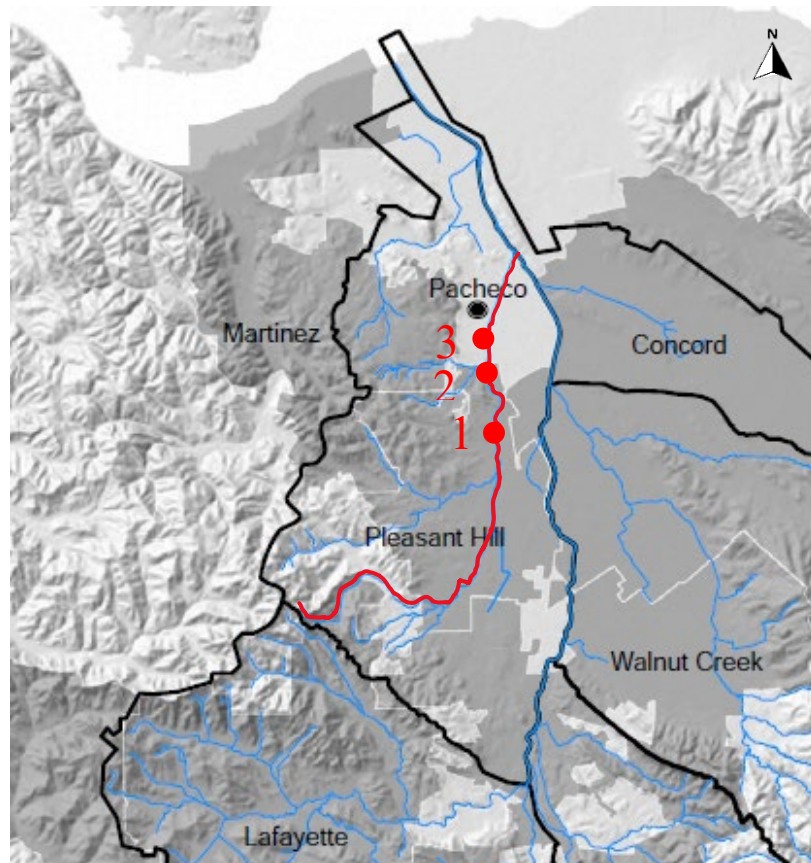 N
Pacheco
Martinez
3
Concord
2
1
Pleasant Hill
Walnut Creek
Lafayette